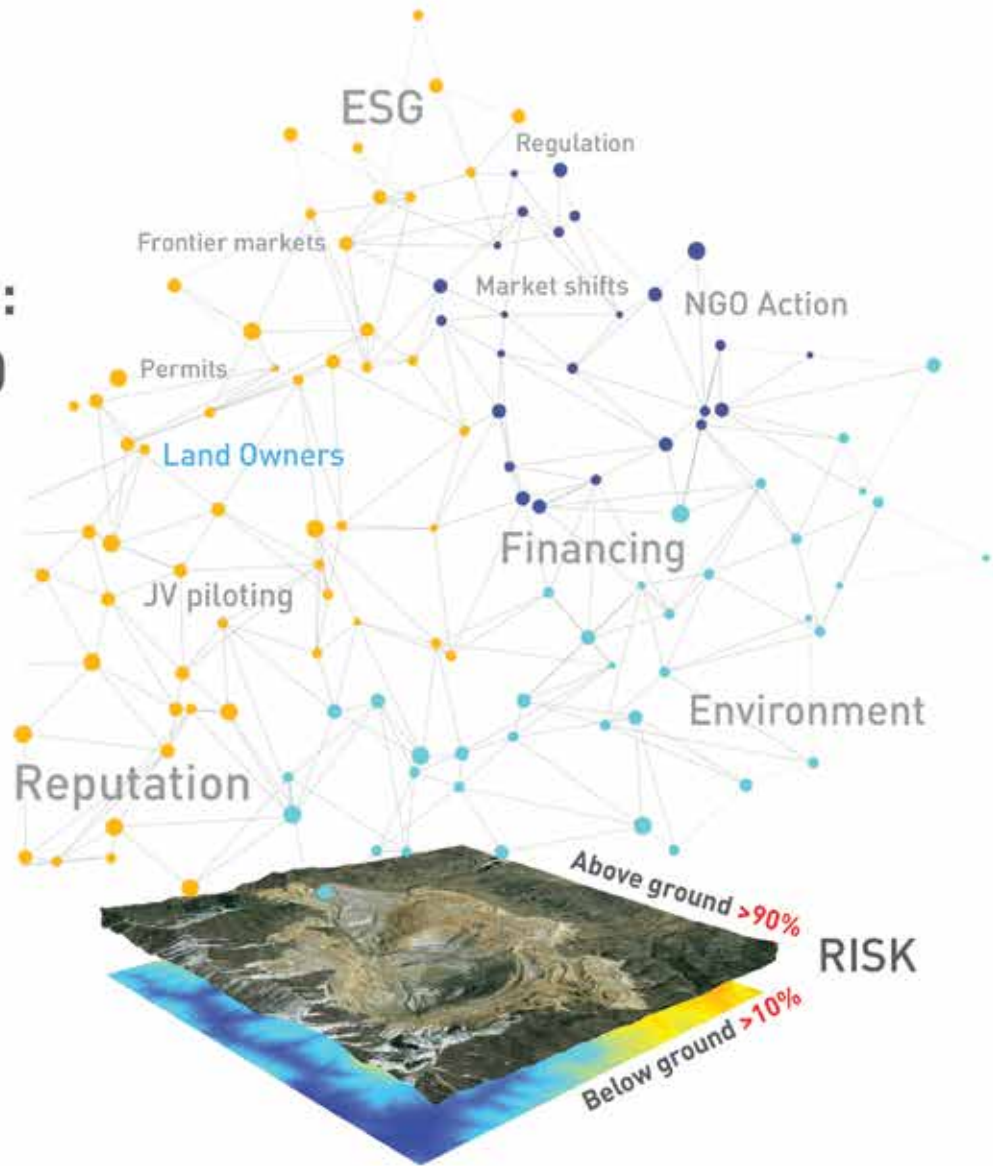 ESG
Regulation
Frontier markets
Market shifts
:
NGO Action
Permits
Land Owners
Financing
JV piloting
Environment
Reputation
Above ground >90%
RISK
Below ground >10%